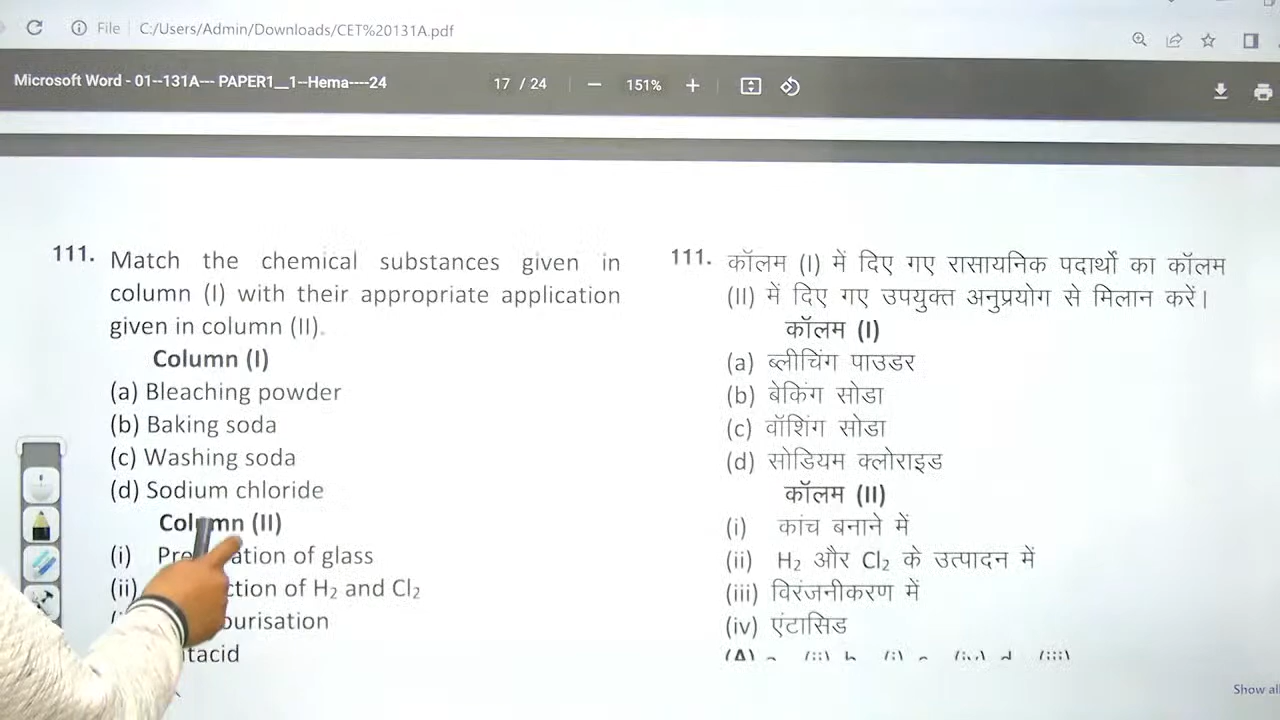 File C:/Users/Admin/Downloads/CET%20131A.pdf
Microsoft Word - 01--131A--- PAPER1__1--Hema----24
17 / 24
151%
111. Match the chemical substances given in
column (I) with their appropriate application
given in column (II).
Column (I)
(a) Bleaching powder
(b) Baking soda
(c) Washing soda
(d) Sodium chloride
Column (II)
(i) of glass
(ii) of H₂ and Cl₂
111. कॉलम (I) में दिए गए रासायनिक पदार्थों का कॉलम
(II) में दिए गए उपयुक्त अनुप्रयोग से मिलान करें।
कॉलम (I)
(a) ब्लीचिंग पाउडर
(b) बेकिंग सोडा
(c) वॉशिंग सोडा
(d) सोडियम क्लोराइड
कॉलम (II)
(i) कांच बनाने में
(ii) H₂ और Cl₂ के उत्पादन में
(iii) विरंजनीकरण में
(iv) एंटासिड
Show all